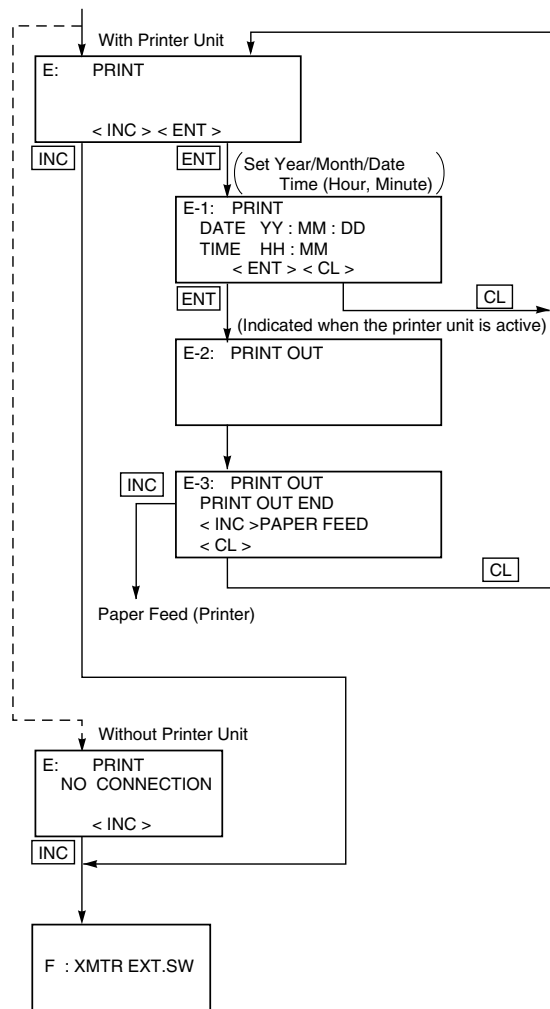 With Printer Unit
E: PRINT
< INC > < ENT >
INC
ENT
(Set Year/Month/Date
Time (Hour, Minute))
E-1: PRINT
DATE YY : MM : DD
TIME HH : MM
< ENT > < CL >
ENT
CL
(Indicated when the printer unit is active)
E-2: PRINT OUT
INC
E-3: PRINT OUT
PRINT OUT END
< INC >PAPER FEED
< CL >
CL
Paper Feed (Printer)
Without Printer Unit
E: PRINT
NO CONNECTION
< INC >
INC
F : XMTR EXT.SW